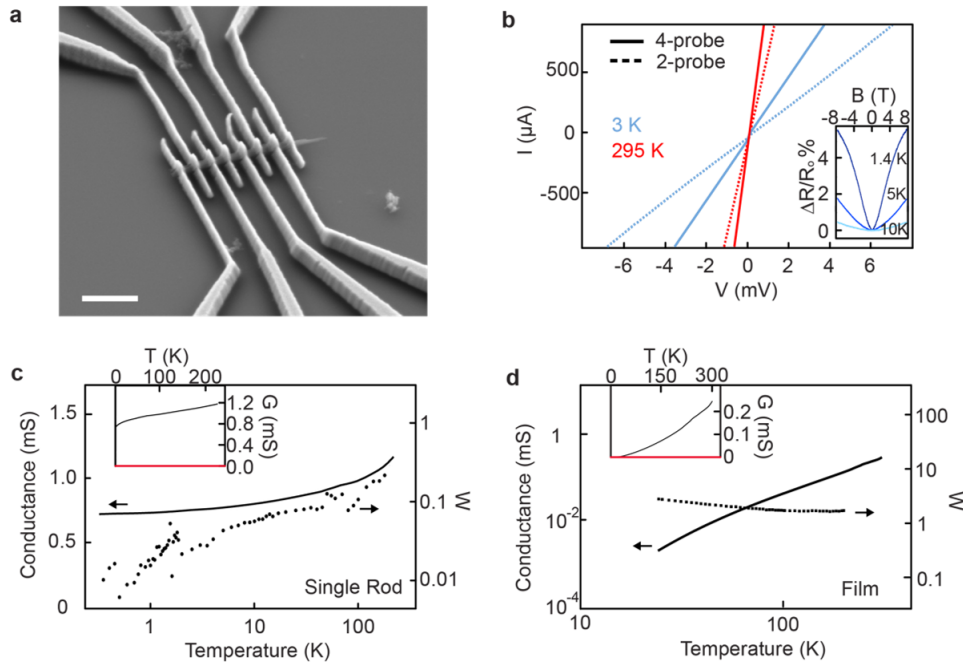 a
b
4-probe
2-probe
500
0
-500
I (µA)
3 K
295 K
-6
-4
-2
0
2
4
6
V (mV)
B (T)
-8 -4 0 4 8
ΔR/R₀ %
4
2
0
1.4 K
5K
10K
c
T (K)
0 100 200
1.5
1.0
0.5
0
Conductance (mS)
1.2
0.8
0.4
0.0
G (mS)
1
0.1
0.01
W
Single Rod
1 10 100
Temperature (K)
d
T (K)
0 150 300
1
10⁻²
10⁻⁴
Conductance (mS)
0.2
0.1
0
G (mS)
100
10
1
0.1
W
Film
10 100
Temperature (K)